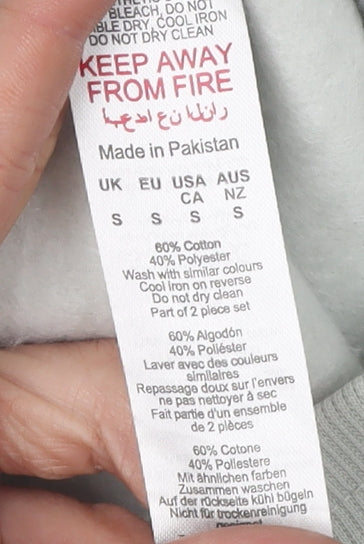 BLEACH, DO NOT
BLE DRY, COOL IRON
DO NOT DRY CLEAN
KEEP AWAY
FROM FIRE
Made in Pakistan
UK EU USA AUS
CA NZ
S S S S
60% Cotton
40% Polyester
Wash with similar colours
Cool iron on reverse
Do not dry clean
Part of 2 piece set
60% Algodón
40% Poliéster
Laver avec des couleurs
similaires
Repassage doux sur l'envers
ne pas nettoyer à sec
Fait partie d'un ensemble
de 2 pièces
60% Cotone
40% Poliestere
Mit ähnlichen farben
Zusammen waschen
Auf der rückseite kühl bügeln
Nicht für trockenreinigung